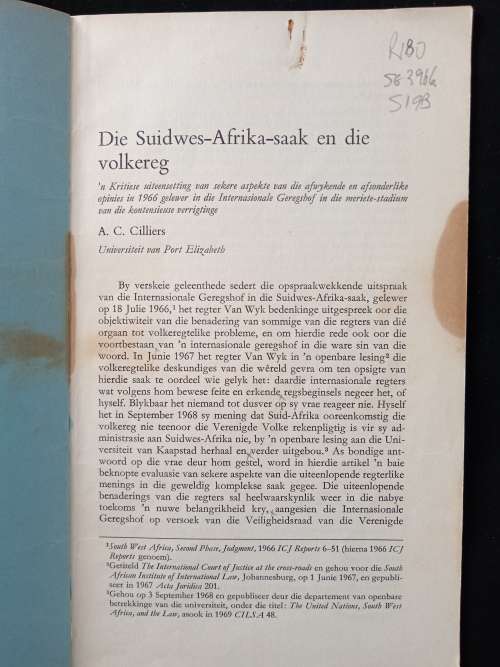 R180
S6 3966
S19B
Die Suidwes-Afrika-saak en die
volkereg
'n Kritiese uiteensetting van sekere aspekte van die afwykende en afsonderlike
opinies in 1966 gelewer in die Internasionale Geregshof in die meriete-stadium
van die kontensieuse verrigtinge
A. C. Cilliers
Universiteit van Port Elizabeth
By verskeie geleenthede sedert die opspraakwekkende uitspraak
van die Internasionale Geregshof in die Suidwes-Afrika-saak, gelewer
op 18 Julie 1966,¹ het regter Van Wyk bedenkinge uitgespreek oor die
objektiwiteit van die benadering van sommige van die regters van dié
orgaan tot volkeregtelike probleme, en om hierdie rede ook oor die
voortbestaan van 'n internasionale geregshof in die ware sin van die
woord. In Junie 1967 het regter Van Wyk in 'n openbare lesing² die
volkeregtelike deskundiges van die wêreld gevra om ten opsigte van
hierdie saak te oordeel wie gelyk het: daardie internasionale regters
wat volgens hom bewese feite en erkende regsbeginsels negeer het, of
hyself. Blykbaar het niemand tot dusver op sy vrae reageer nie. Hyself
het in September 1968 sy mening dat Suid-Afrika ooreenkomstig die
volkereg nie teenoor die Verenigde Volke rekenpligtig is vir sy ad-
ministrasie aan Suidwes-Afrika nie, by 'n openbare lesing aan die Uni-
versiteit van Kaapstad herhaal en verder uitgebou.³ As bondige ant-
woord op die vrae deur hom gestel, word in hierdie artikel 'n baie
beknopte evaluasie van sekere aspekte van die uiteenlopende regterlike
menings in die geweldig komplekse saak gegee. Die uiteenlopende
benaderings van die regters sal heelwaarskynlik weer in die nabye
toekoms 'n nuwe belangrikheid kry, aangesien die Internasionale
Geregshof op versoek van die Veiligheidsraad van die Verenigde
¹South West Africa, Second Phase, Judgment, 1966 ICJ Reports 6–51 (hierna 1966 ICJ
Reports genoem).
²Getiteld The International Court of Justice at the cross-roads en gehou voor die South
African Institute of International Law, Johannesburg, op 1 Junie 1967, en gepubli-
seer in 1967 Acta Juridica 201.
³Gehou op 3 September 1968 en gepubliseer deur die departement van openbare
betrekkinge van die universiteit, onder die titel: The United Nations, South West
Africa, and the Law, asook in 1969 CILSA 48.